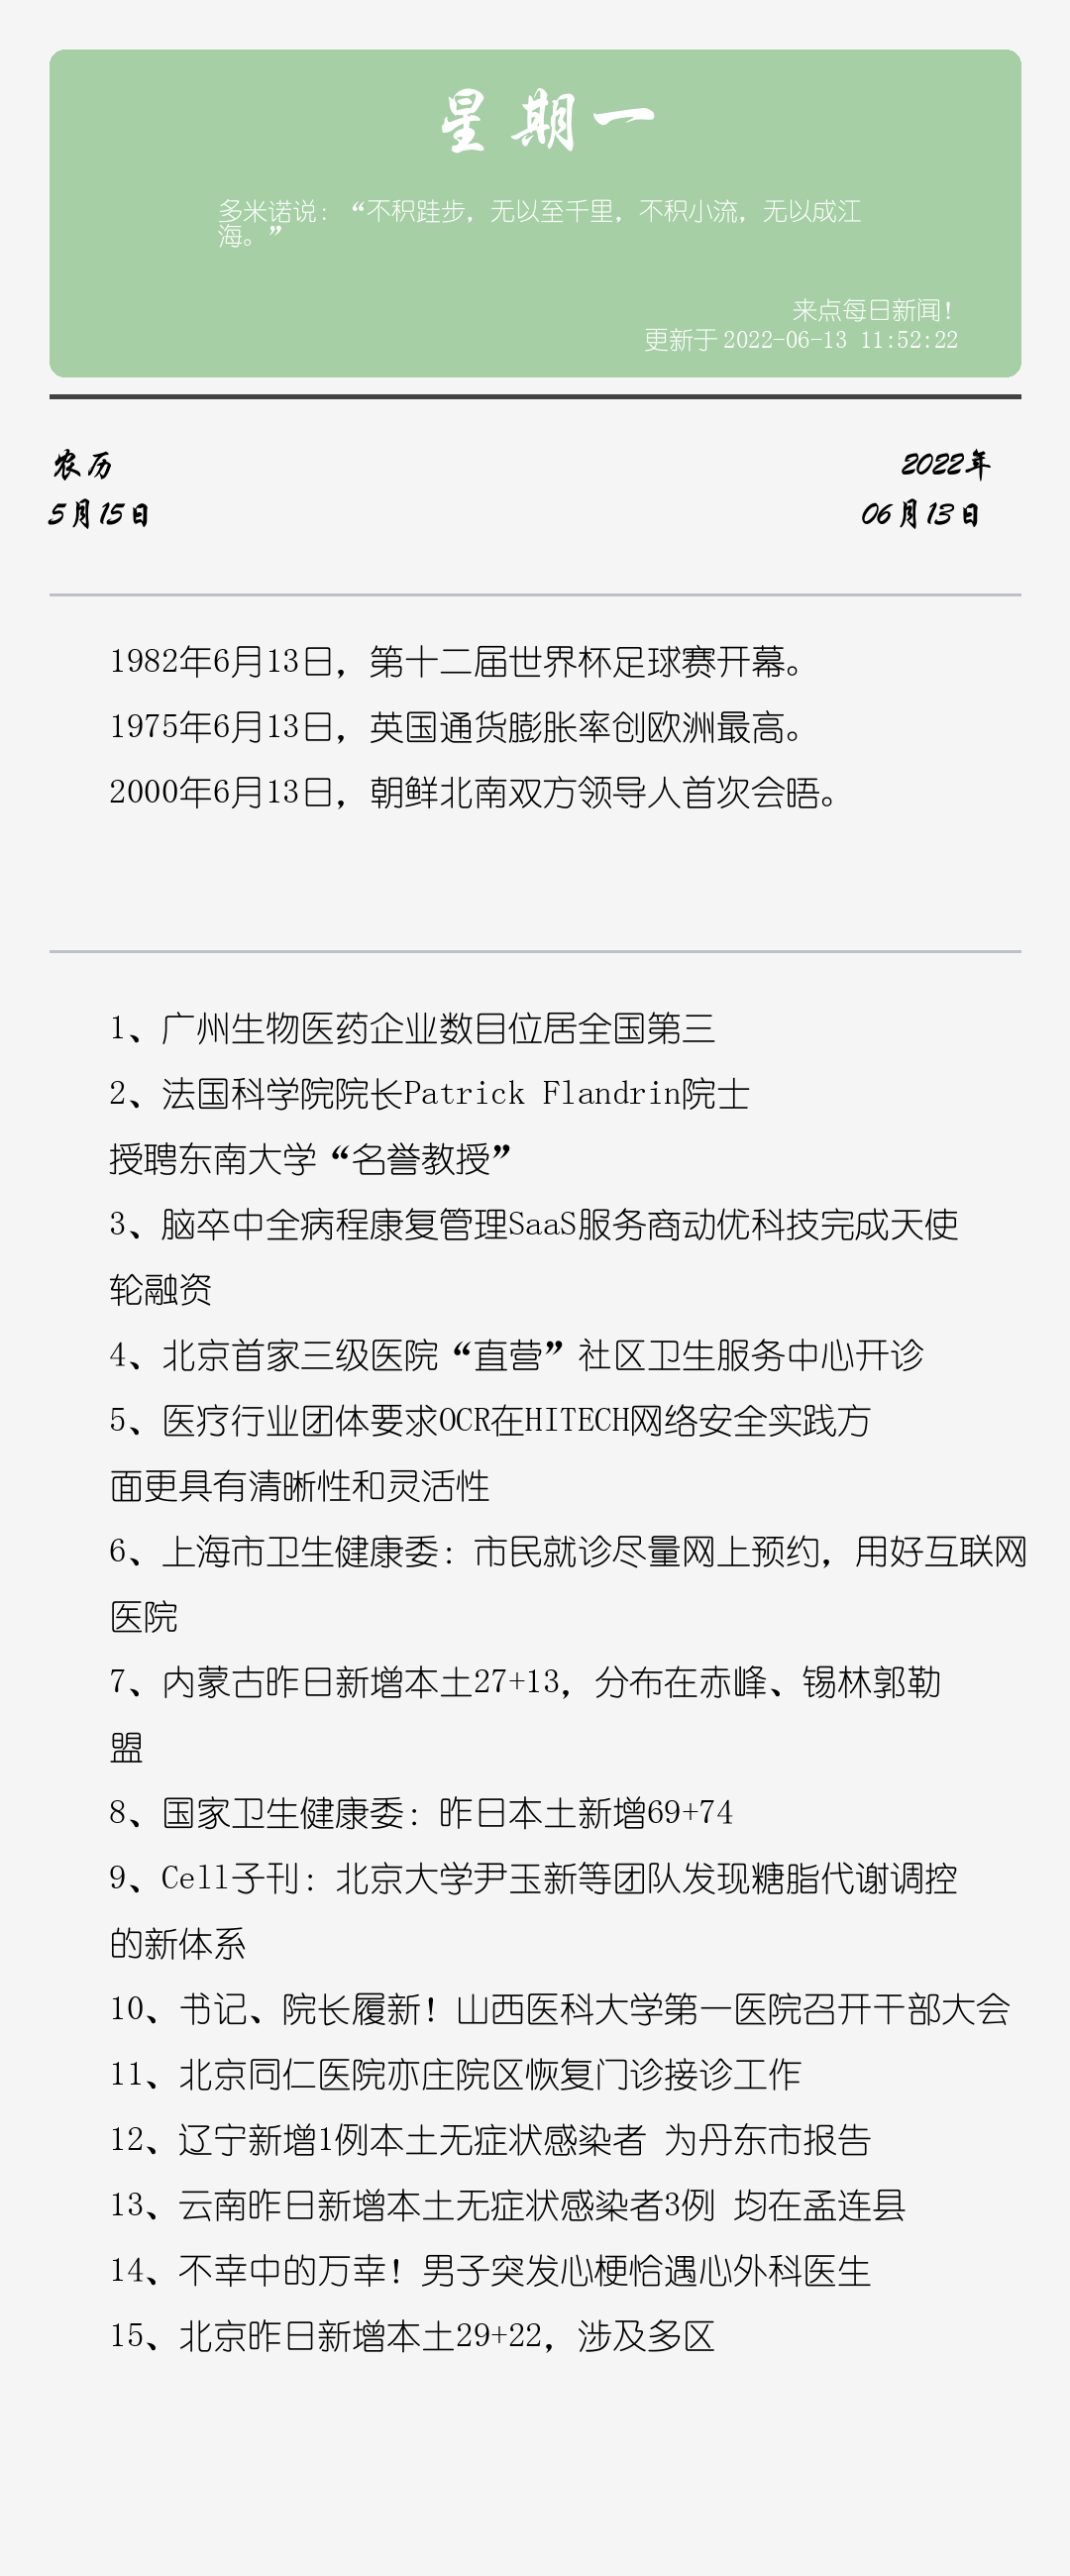 星期一
多米诺说：“不积跬步，无以至千里，不积小流，无以成江
海。”
来点每日新闻！
更新于 2022-06-13 11:52:22
农历
2022年
5月15日
06月13日
1982年6月13日，第十二届世界杯足球赛开幕。
1975年6月13日，英国通货膨胀率创欧洲最高。
2000年6月13日，朝鲜北南双方领导人首次会晤。
1、广州生物医药企业数目位居全国第三
2、法国科学院院长Patrick Flandrin院士
授聘东南大学“名誉教授”
3、脑卒中全病程康复管理SaaS服务商动优科技完成天使
轮融资
4、北京首家三级医院“直营”社区卫生服务中心开诊
5、医疗行业团体要求OCR在HITECH网络安全实践方
面更具有清晰性和灵活性
6、上海市卫生健康委：市民就诊尽量网上预约，用好互联网
医院
7、内蒙古昨日新增本土27+13，分布在赤峰、锡林郭勒
盟
8、国家卫生健康委：昨日本土新增69+74
9、Cell子刊：北京大学尹玉新等团队发现糖脂代谢调控
的新体系
10、书记、院长履新！山西医科大学第一医院召开干部大会
11、北京同仁医院亦庄院区恢复门诊接诊工作
12、辽宁新增1例本土无症状感染者 为丹东市报告
13、云南昨日新增本土无症状感染者3例 均在孟连县
14、不幸中的万幸！男子突发心梗恰遇心外科医生
15、北京昨日新增本土29+22，涉及多区